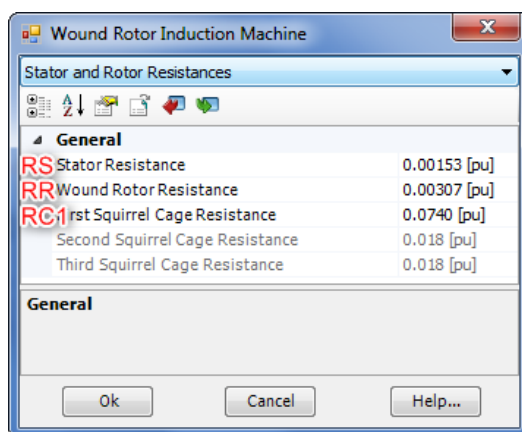 Wound Rotor Induction Machine
Stator and Rotor Resistances
General
RS Stator Resistance 0.00153 [pu]
RR Wound Rotor Resistance 0.00307 [pu]
RC1 First Squirrel Cage Resistance 0.0740 [pu]
Second Squirrel Cage Resistance 0.018 [pu]
Third Squirrel Cage Resistance 0.018 [pu]
General
Ok Cancel Help...